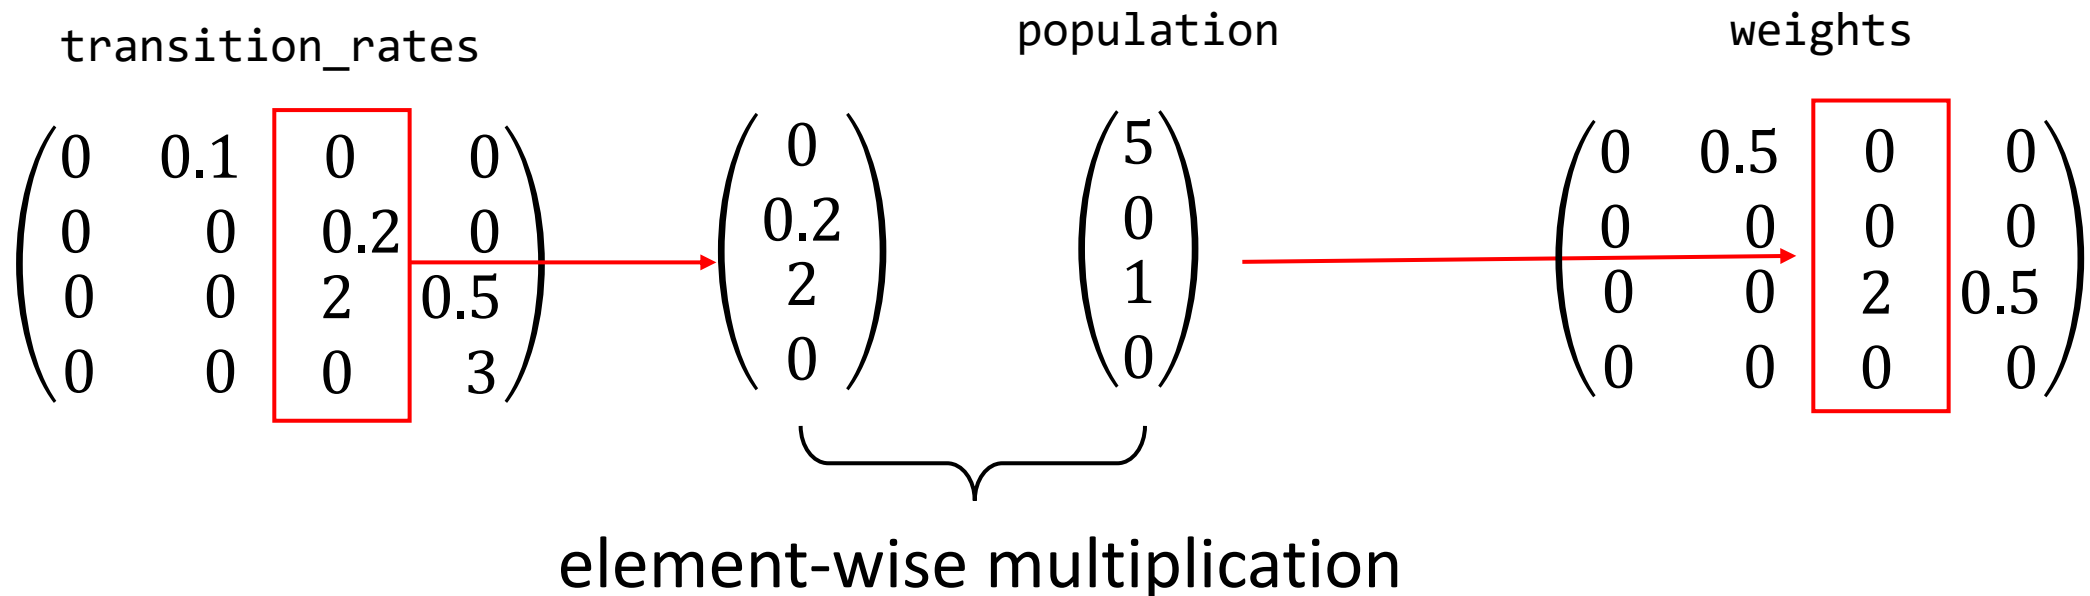 transition_rates population weights
0 0.1 0 0 0 5 0 0.5 0 0
0 0 0.2 0 0.2 0 0 0 0 0
0 0 2 0.5 2 1 0 0 2 0.5
0 0 0 3 0 0 0 0 0 0
element-wise multiplication